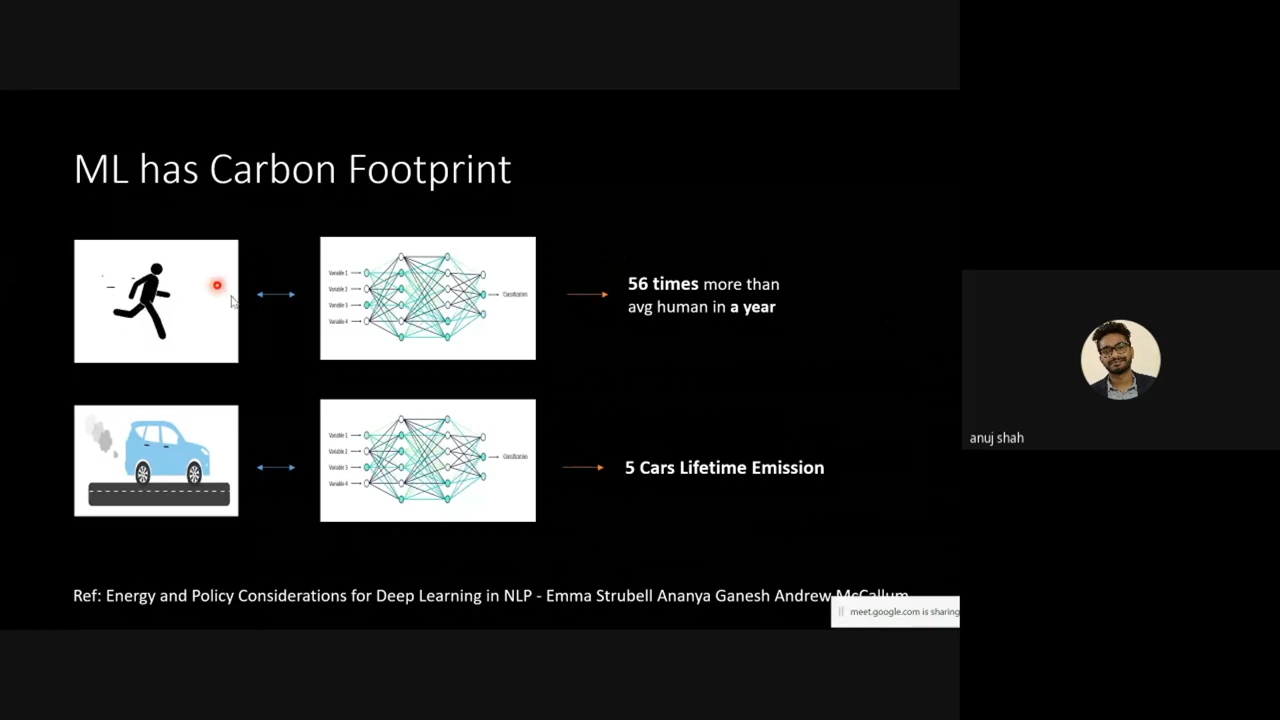 ML has Carbon Footprint
Variable 1
Variable 2
Variable 3
Variable 4
Classification
56 times more than
avg human in a year
Variable 1
Variable 2
Variable 3
Variable 4
Classification
5 Cars Lifetime Emission
Ref: Energy and Policy Considerations for Deep Learning in NLP - Emma Strubell Ananya Ganesh Andrew McCallum
meet.google.com is sharing
anuj shah